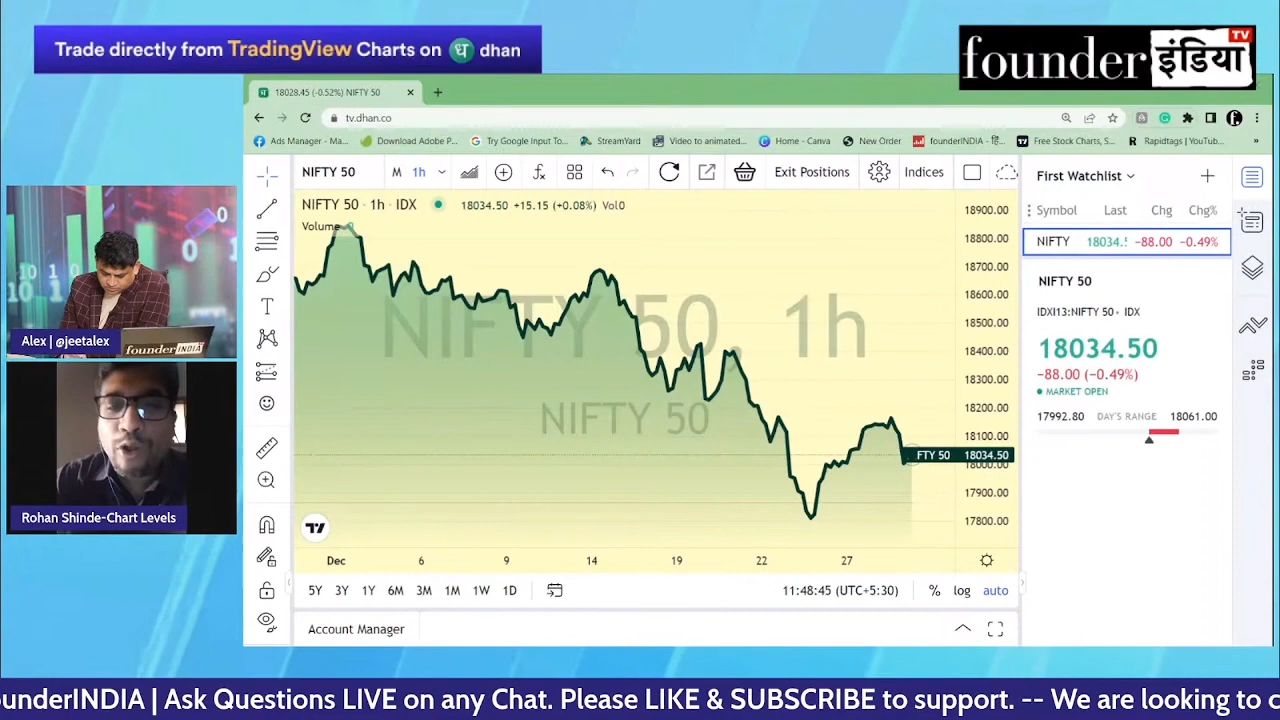 Trade directly from TradingView Charts on ध dhan
founder इंडिया TV
18028.45 (-0.52%) NIFTY 50
tv.dhan.co
Ads Manager - Ma...
Download Adobe P...
Try Google Input To...
StreamYard
Video to animated...
Home - Canva
New Order
founderINDIA - हि...
Free Stock Charts, S...
Rapidtags | YouTub...
NIFTY 50 M 1h
Exit Positions
Indices
NIFTY 50 · 1h · IDX 18034.50 +15.15 (+0.08%) Vol0
Volume 0
NIFTY 50, 1h
NIFTY 50
18900.00
18800.00
18700.00
18600.00
18500.00
18400.00
18300.00
18200.00
18100.00
FTY 50 18034.50
18000.00
17900.00
17800.00
Dec 6 9 14 19 22 27
5Y 3Y 1Y 6M 3M 1M 1W 1D
11:48:45 (UTC+5:30) % log auto
Account Manager
First Watchlist
Symbol Last Chg Chg%
NIFTY 18034.! −88.00 −0.49%
NIFTY 50
IDXI13:NIFTY 50 • IDX
18034.50
−88.00 (−0.49%)
MARKET OPEN
17992.80 DAY'S RANGE 18061.00
Alex | @jeetalex
founderINDIA
Rohan Shinde-Chart Levels
ounderINDIA | Ask Questions LIVE on any Chat. Please LIKE & SUBSCRIBE to support. -- We are looking to c